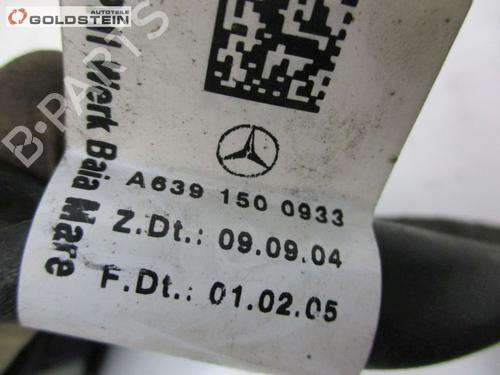 Autoteile
GOLDSTEIN
B-PARTS
Werk Baia Mare
A639 150 0933
Z.Dt.: 09.09.04
F.Dt.: 01.02.05